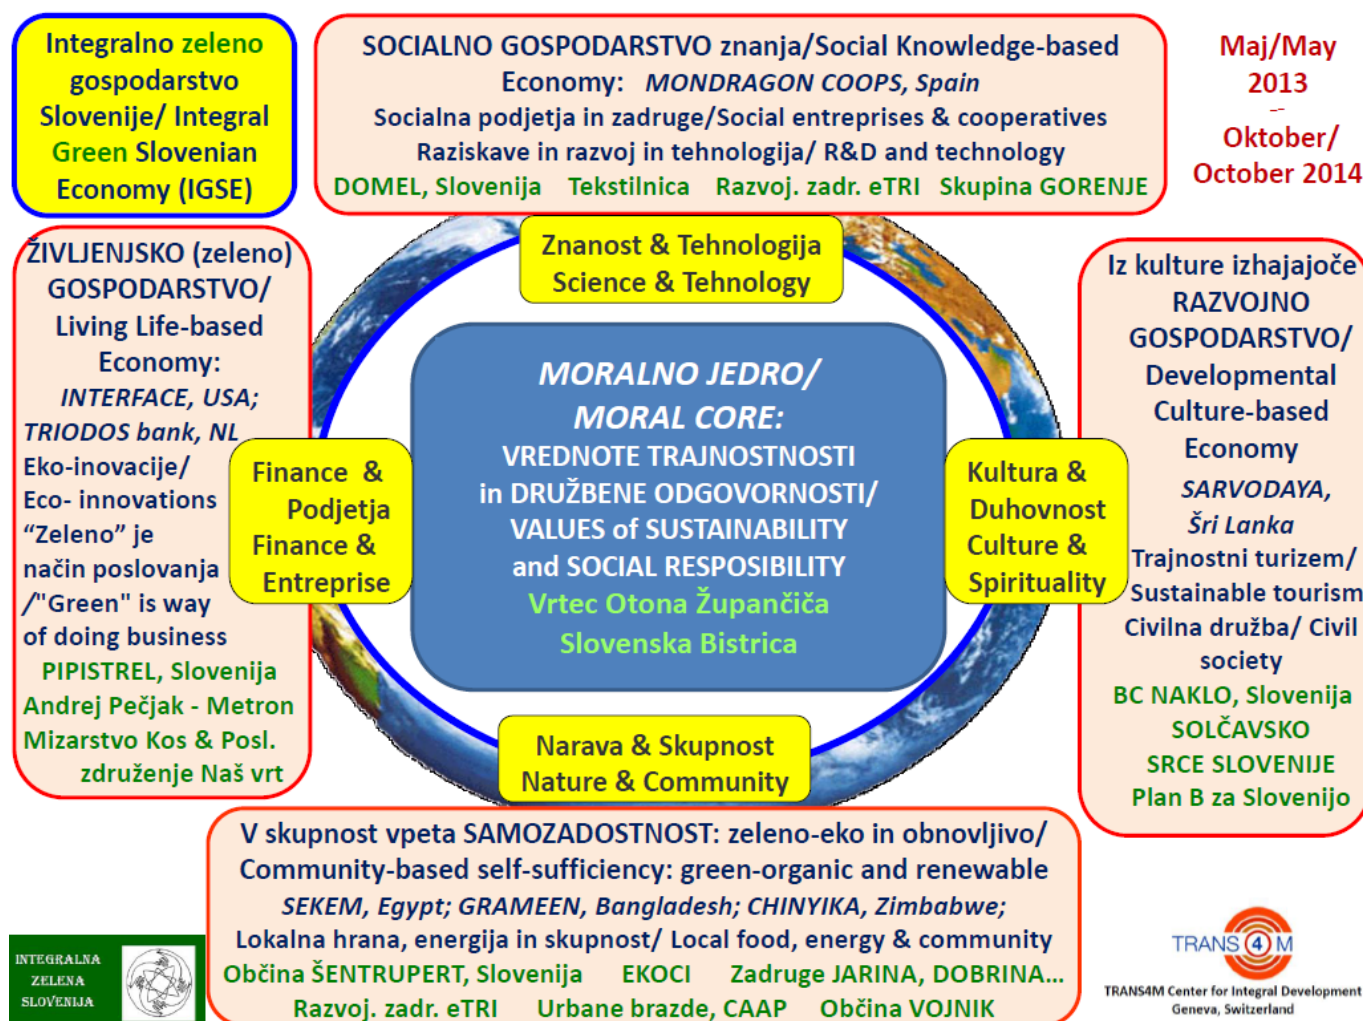 Integralno zeleno
gospodarstvo
Slovenije/ Integral
Green Slovenian
Economy (IGSE)
SOCIALNO GOSPODARSTVO znanja/Social Knowledge-based
Economy: MONDRAGON COOPS, Spain
Socialna podjetja in zadruge/Social entreprises & cooperatives
Raziskave in razvoj in tehnologija/ R&D and technology
DOMEL, Slovenija Tekstilnica Razvoj. zadr. eTRI Skupina GORENJE
Maj/May
2013
--
Oktober/
October 2014
ŽIVLJENJSKO (zeleno)
GOSPODARSTVO/
Living Life-based
Economy:
INTERFACE, USA;
TRIODOS bank, NL
Eko-inovacije/
Eco- innovations
“Zeleno” je
način poslovanja
/"Green" is way
of doing business
PIPISTREL, Slovenija
Andrej Pečjak - Metron
Mizarstvo Kos & Posl.
združenje Naš vrt
Znanost & Tehnologija
Science & Tehnology
Finance &
Podjetja
Finance &
Entreprise
MORALNO JEDRO/
MORAL CORE:
VREDNOTE TRAJNOSTNOSTI
in DRUŽBENE ODGOVORNOSTI/
VALUES of SUSTAINABILITY
and SOCIAL RESPOSIBILITY
Vrtec Otona Župančiča
Slovenska Bistrica
Kultura &
Duhovnost
Culture &
Spirituality
Iz kulture izhajajoče
RAZVOJNO
GOSPODARSTVO/
Developmental
Culture-based
Economy
SARVODAYA,
Šri Lanka
Trajnostni turizem/
Sustainable tourism
Civilna družba/ Civil
society
BC NAKLO, Slovenija
SOLČAVSKO
SRCE SLOVENIJE
Plan B za Slovenijo
Narava & Skupnost
Nature & Community
V skupnost vpeta SAMOZADOSTNOST: zeleno-eko in obnovljivo/
Community-based self-sufficiency: green-organic and renewable
SEKEM, Egypt; GRAMEEN, Bangladesh; CHINYIKA, Zimbabwe;
Lokalna hrana, energija in skupnost/ Local food, energy & community
Občina ŠENTRUPERT, Slovenija EKOCI Zadruge JARINA, DOBRINA...
Razvoj. zadr. eTRI Urbane brazde, CAAP Občina VOJNIK
INTEGRALNA
ZELENA
SLOVENIJA
TRANS 4 M
TRANS4M Center for Integral Development
Geneva, Switzerland